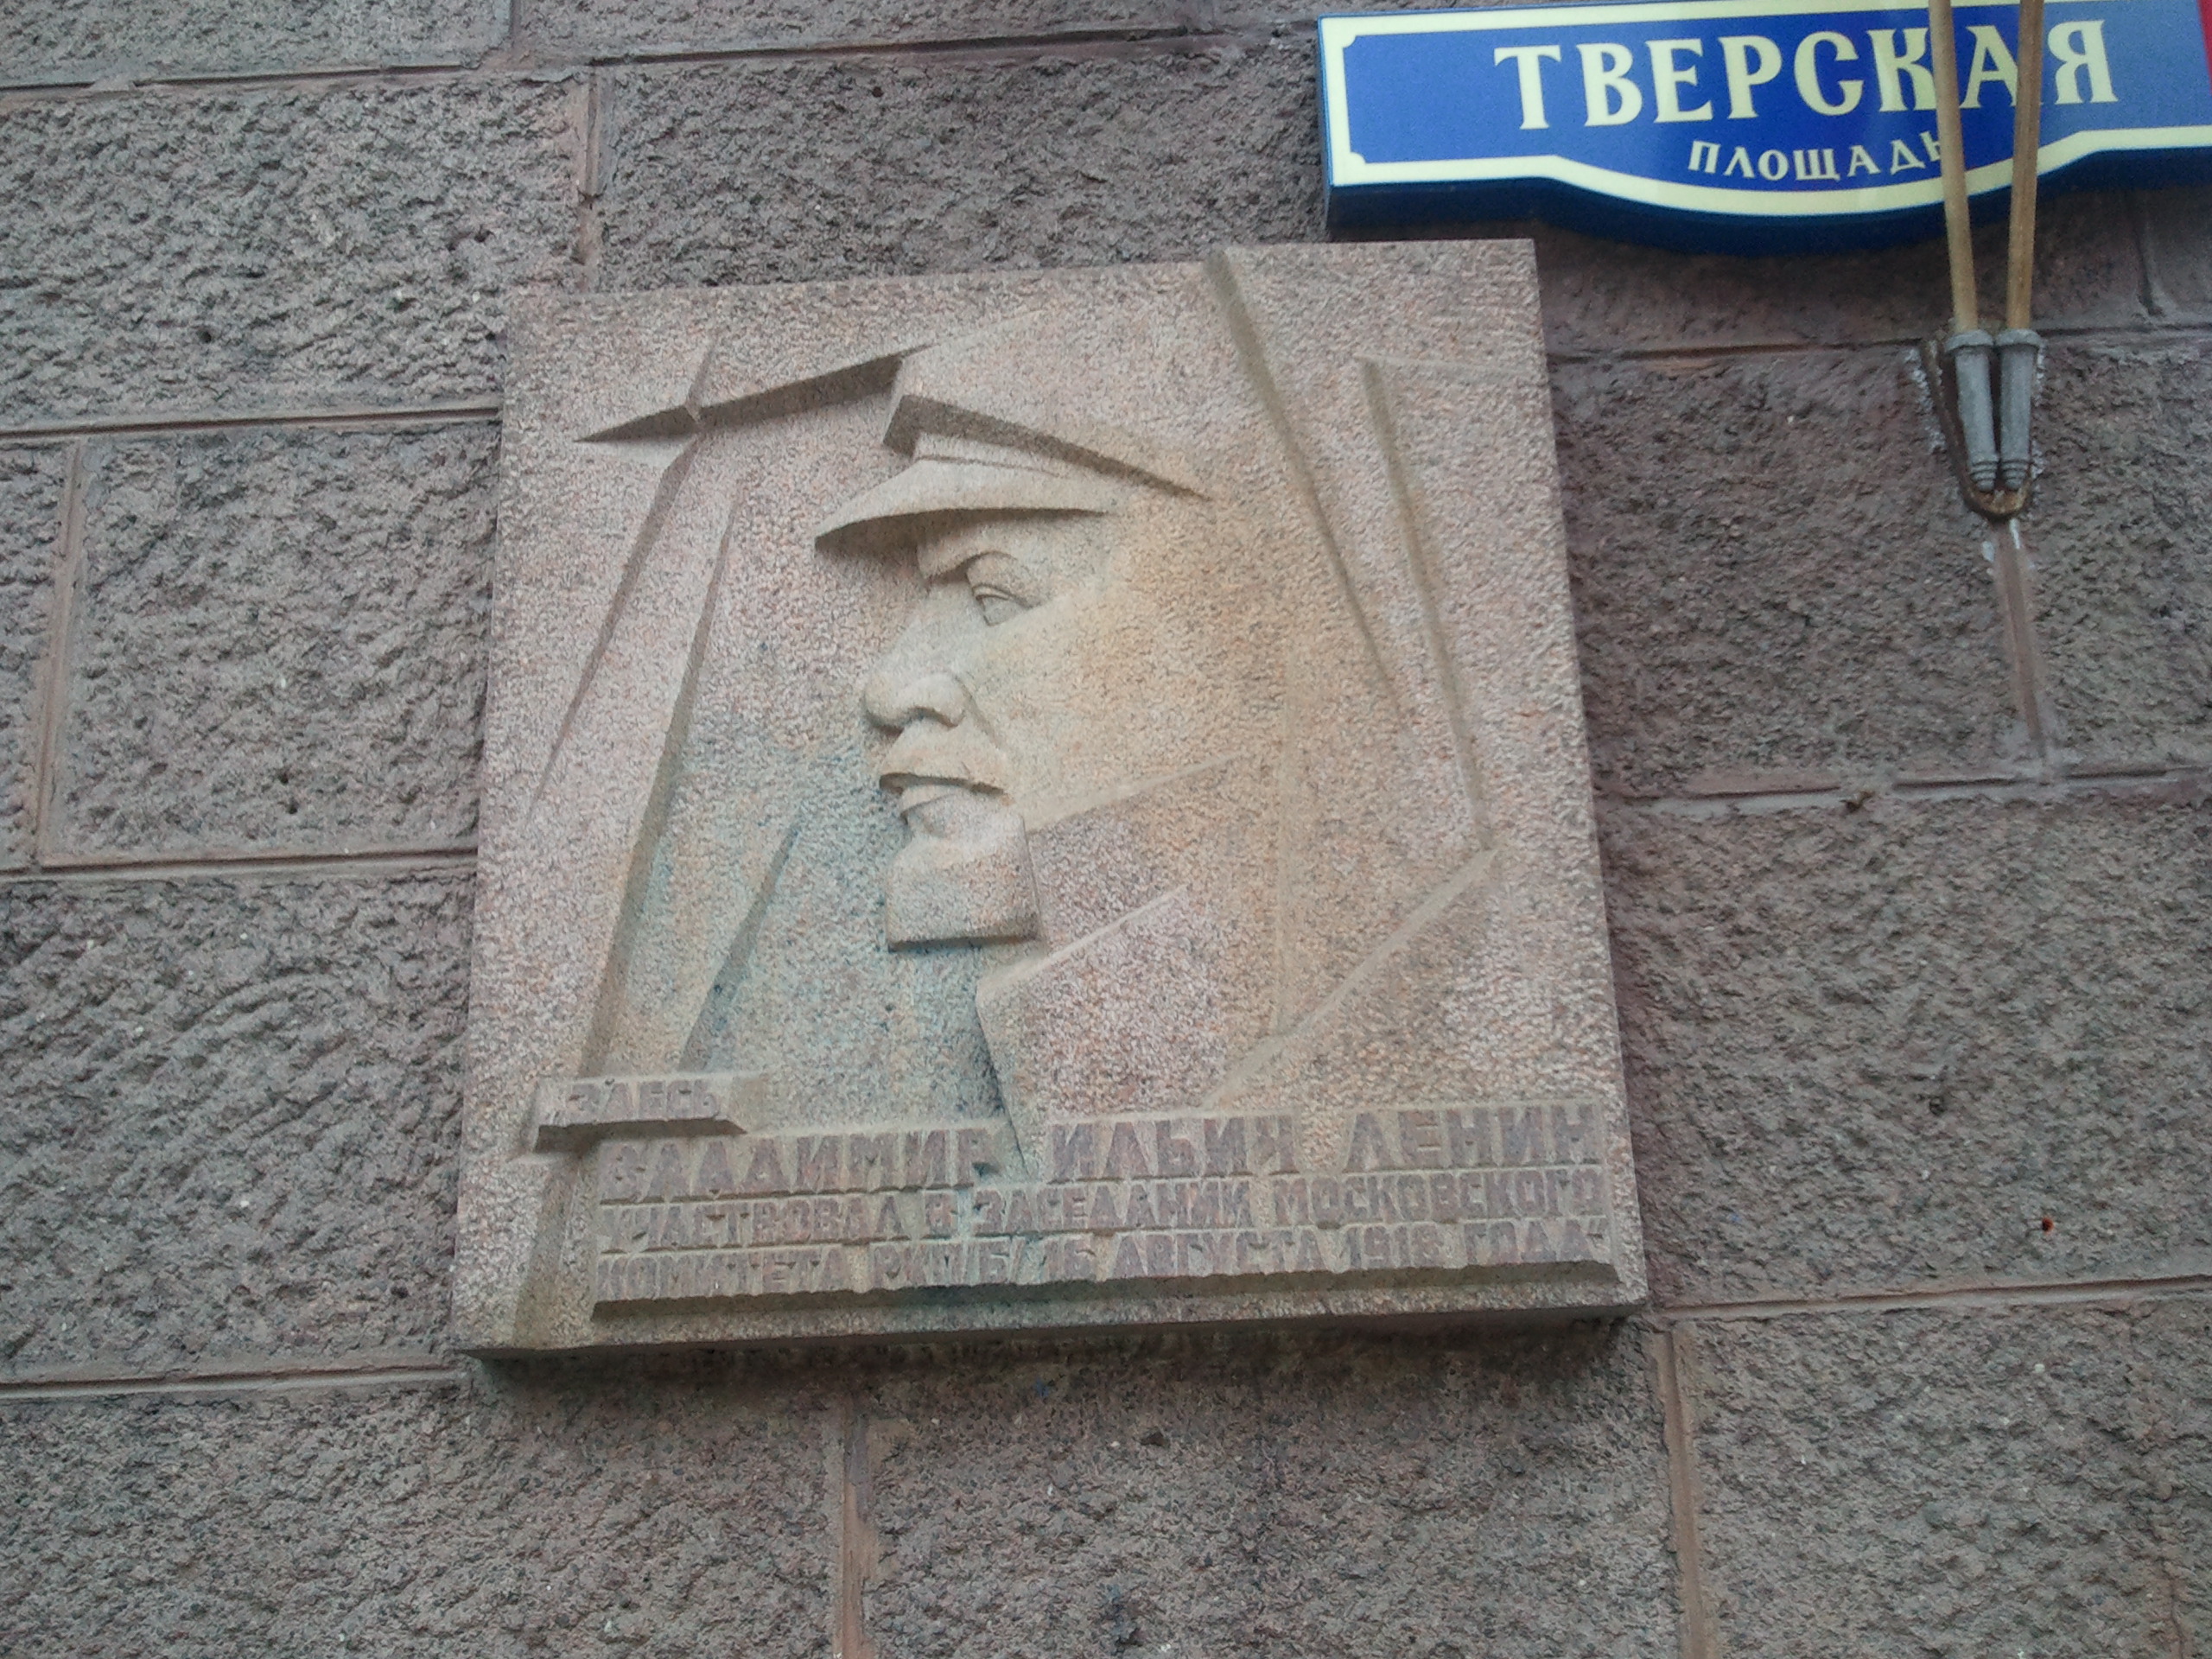 ТВЕРСКАЯ
ПЛОЩАДЬ
„ЗДЕСЬ
ВЛАДИМИР ИЛЬИЧ ЛЕНИН
УЧАСТВОВАЛ В ЗАСЕДАНИИ МОСКОВСКОГО
КОМИТЕТА РКП/Б/ 16 АВГУСТА 1918 ГОДА“